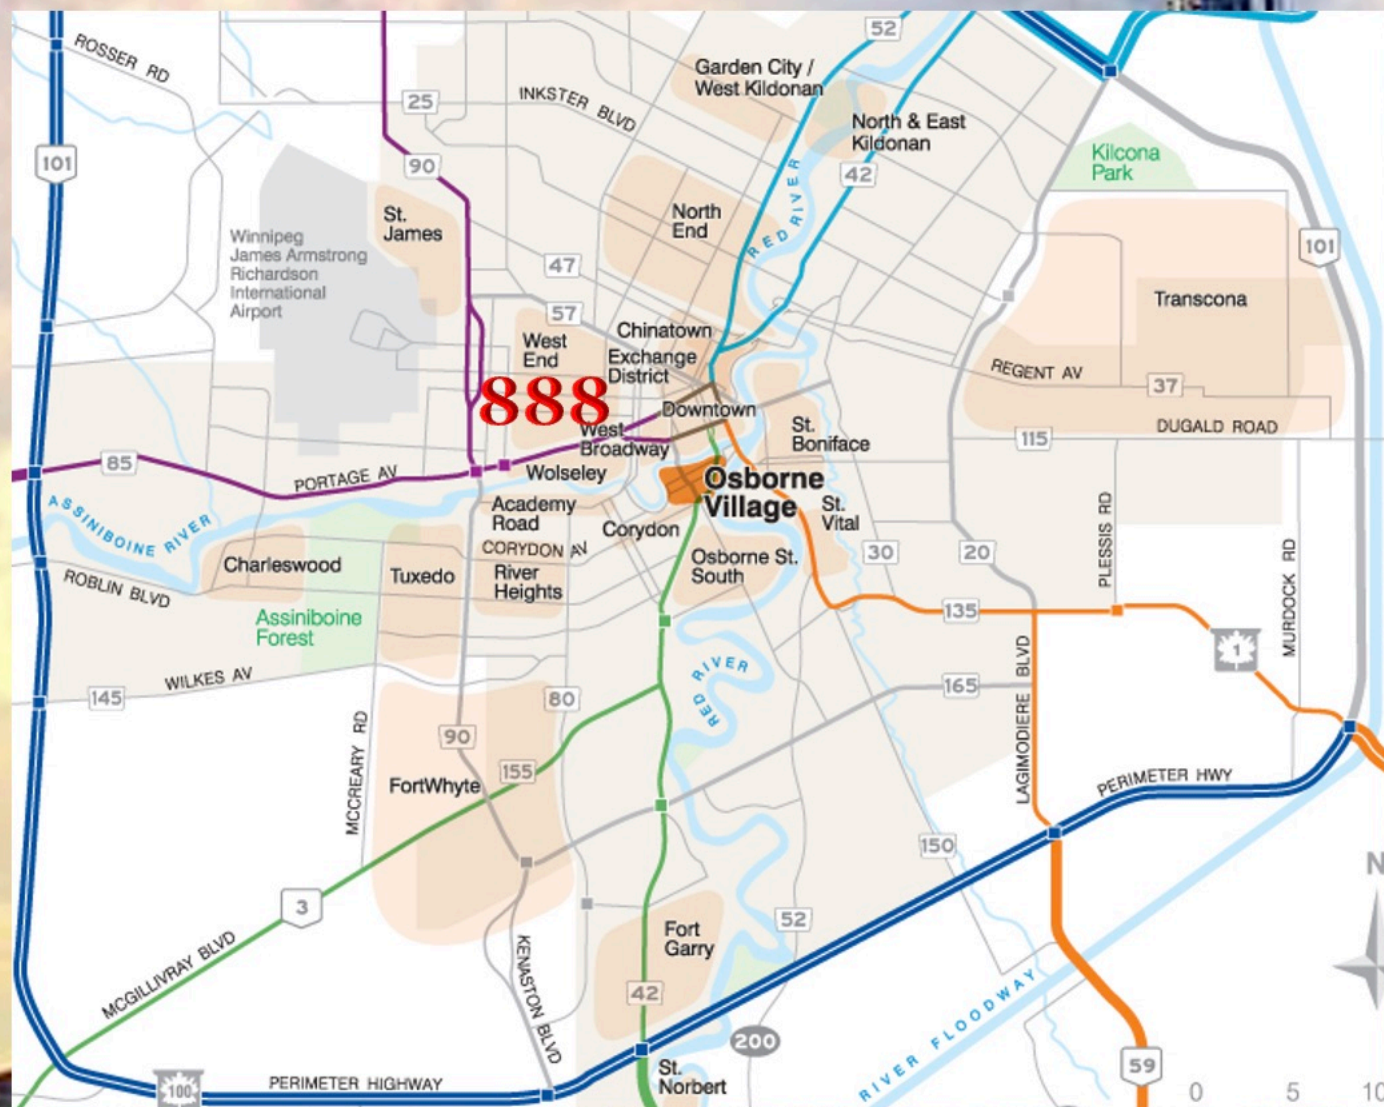 52
ROSSER RD
Garden City /
West Kildonan
25
INKSTER BLVD
North & East
Kildonan
101
90
42
Kilcona
Park
St.
James
North
End
RED RIVER
Winnipeg
James Armstrong
Richardson
International
Airport
101
47
Transcona
57
Chinatown
West
End
Exchange
District
REGENT AV
37
888
Downtown
West
Broadway
St.
Boniface
115
DUGALD ROAD
85
PORTAGE AV
Wolseley
Osborne
Village
ASSINIBOINE RIVER
Academy
Road
Corydon
St.
Vital
PLESSIS RD
CORYDON AV
30
20
MURDOCK RD
Charleswood
Tuxedo
River
Heights
Osborne St.
South
ROBLIN BLVD
Assiniboine
Forest
135
1
WILKES AV
145
RED RIVER
165
LAGIMODIERE BLVD
80
90
MCCREARY RD
155
FortWhyte
PERIMETER HWY
150
N
3
52
Fort
Garry
MCGILLIVRAY BLVD
KENASTON BLVD
42
RIVER FLOODWAY
200
59
100
PERIMETER HIGHWAY
St.
Norbert
0 5 10